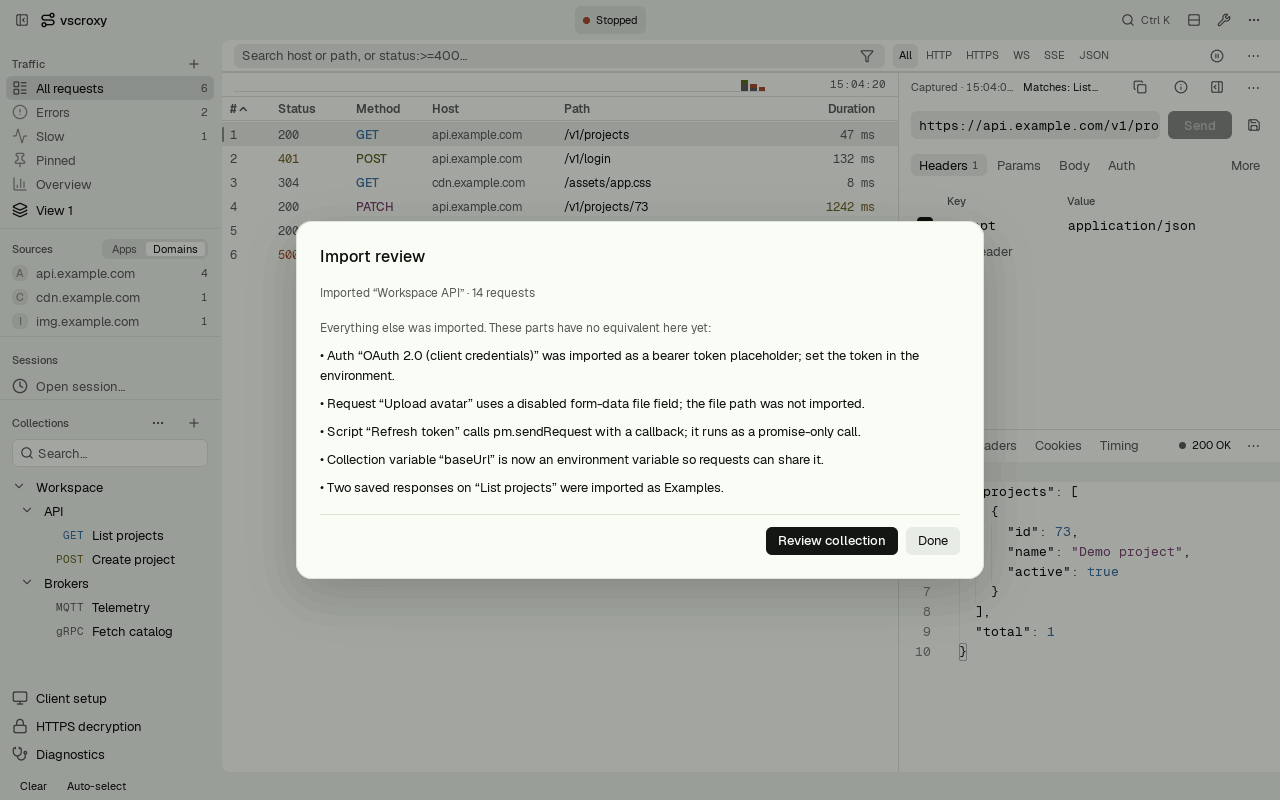 vscroxy
Stopped
Ctrl K
Traffic
All requests 6
Errors 2
Slow 1
Pinned
Overview
View 1
Sources Apps Domains
A api.example.com 4
C cdn.example.com 1
I img.example.com 1
Sessions
Open session…
Collections
Search…
Workspace
API
GET List projects
POST Create project
Brokers
MQTT Telemetry
gRPC Fetch catalog
Client setup
HTTPS decryption
Diagnostics
Clear Auto-select
Search host or path, or status:>=400…
All HTTP HTTPS WS SSE JSON
15:04:20
# Status Method Host Path Duration
1 200 GET api.example.com /v1/projects 47 ms
2 401 POST api.example.com /v1/login 132 ms
3 304 GET cdn.example.com /assets/app.css 8 ms
4 200 PATCH api.example.com /v1/projects/73 1242 ms
5 200
6 500
Captured · 15:04:0… Matches: List…
https://api.example.com/v1/pro Send
Headers 1 Params Body Auth More
Key Value
application/json
Import review
Imported “Workspace API” · 14 requests
Everything else was imported. These parts have no equivalent here yet:
• Auth “OAuth 2.0 (client credentials)” was imported as a bearer token placeholder; set the token in the
environment.
• Request “Upload avatar” uses a disabled form-data file field; the file path was not imported.
• Script “Refresh token” calls pm.sendRequest with a callback; it runs as a promise-only call.
• Collection variable “baseUrl” is now an environment variable so requests can share it.
• Two saved responses on “List projects” were imported as Examples.
Review collection Done
Cookies Timing 200 OK
projects": [
{
"id": 73,
"name": "Demo project",
"active": true
7 }
8 ],
9 "total": 1
10 }